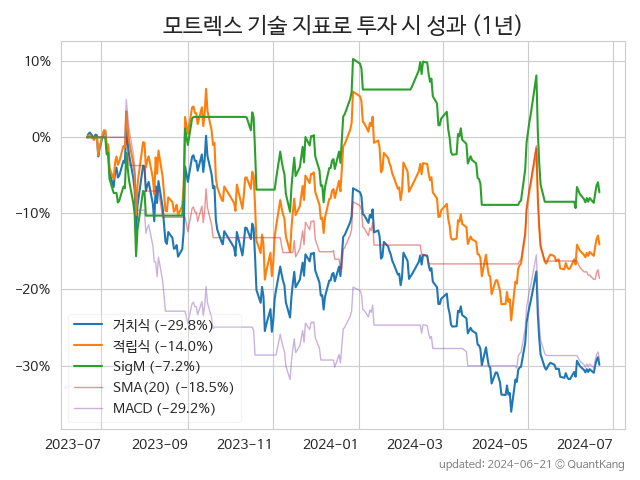 모트렉스 기술 지표로 투자 시 성과 (1년)
10%
0%
−10%
−20%
−30%
거치식 (−29.8%)
적립식 (−14.0%)
SigM (−7.2%)
SMA(20) (−18.5%)
MACD (−29.2%)
2023-07 2023-09 2023-11 2024-01 2024-03 2024-05 2024-07
updated: 2024-06-21 © QuantKang